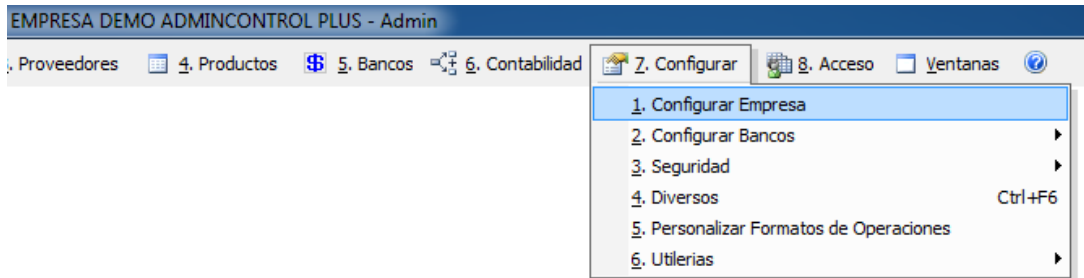 EMPRESA DEMO ADMINCONTROL PLUS - Admin
. Proveedores 4. Productos 5. Bancos 6. Contabilidad 7. Configurar 8. Acceso Ventanas
1. Configurar Empresa
2. Configurar Bancos
3. Seguridad
4. Diversos Ctrl+F6
5. Personalizar Formatos de Operaciones
6. Utilerias